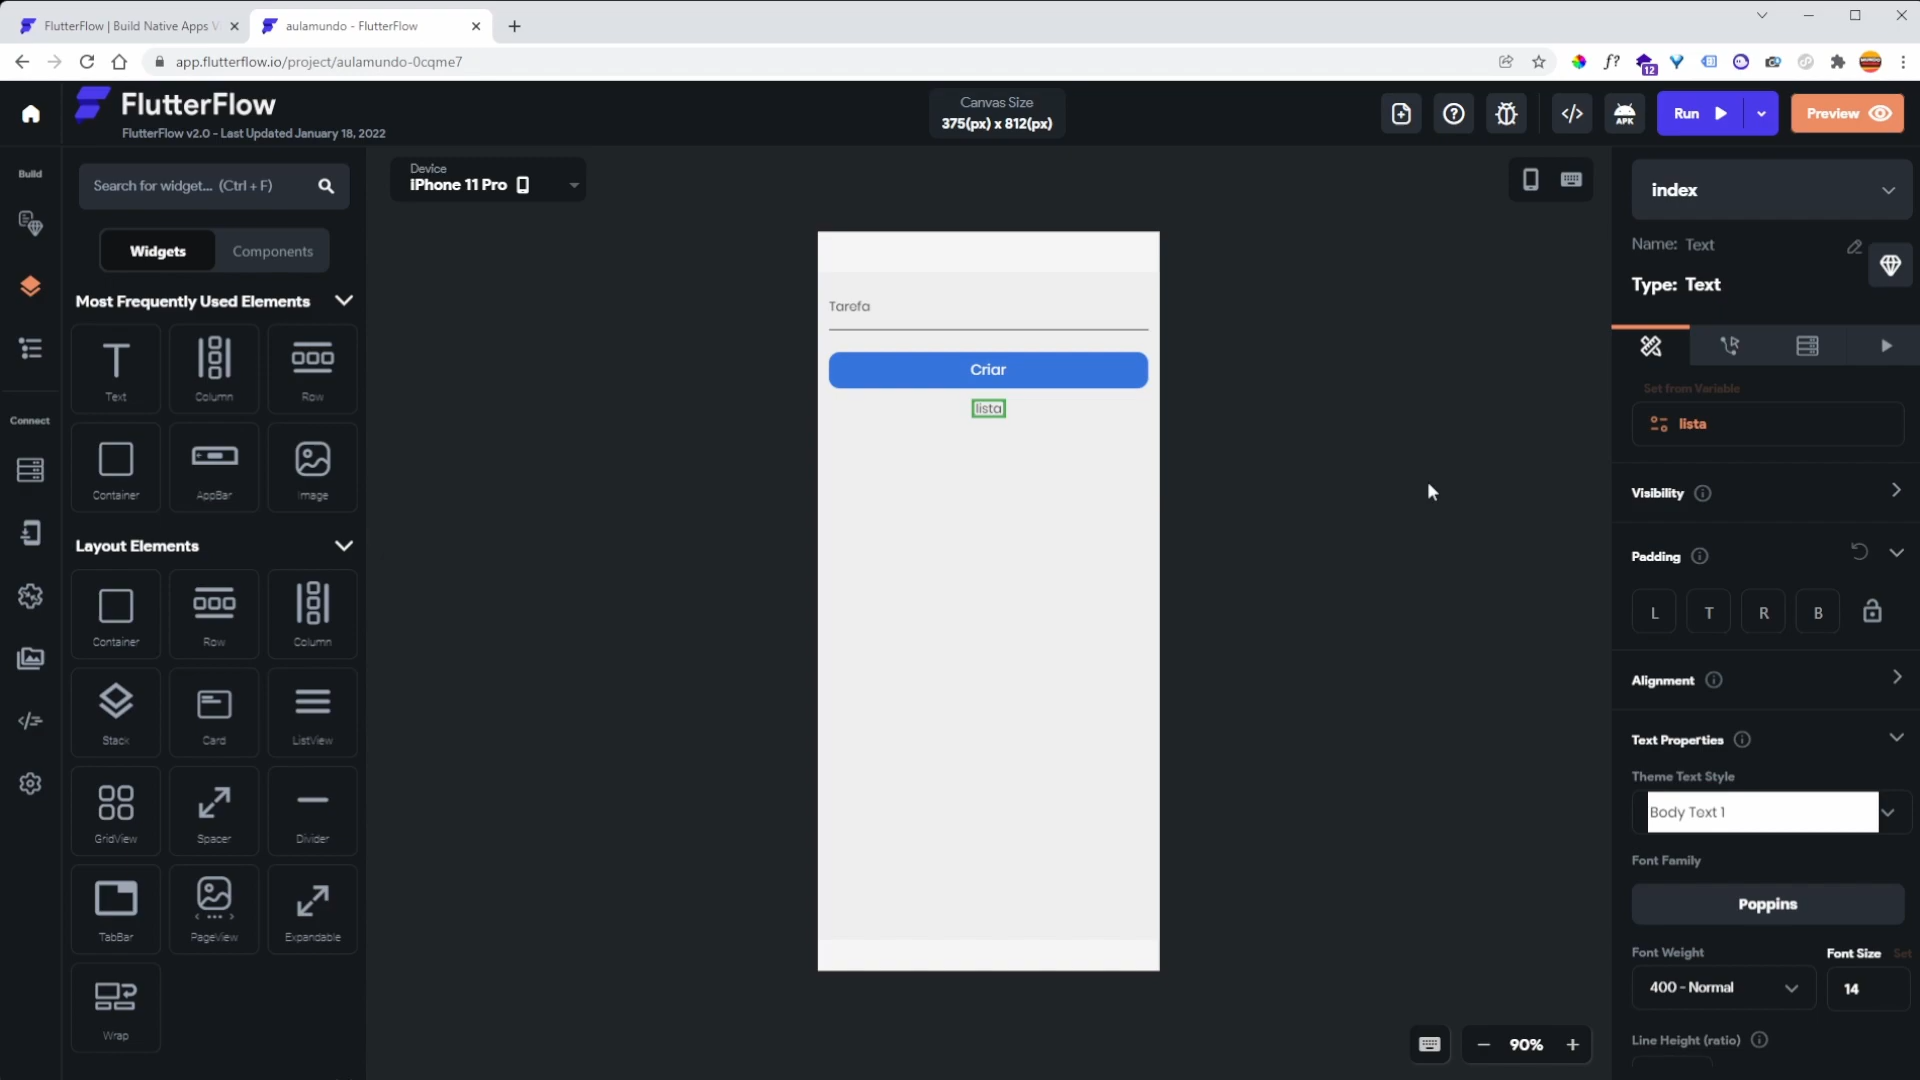 FlutterFlow | Build Native Apps V
aulamundo - FlutterFlow
app.flutterflow.io/project/aulamundo-0cqme7
12
FlutterFlow
FlutterFlow v2.0 - Last Updated January 18, 2022
Canvas Size
375(px) x 812(px)
APK
Run
Preview
Build
Connect
Search for widget... (Ctrl + F)
Widgets
Components
Most Frequently Used Elements
Text
Column
Row
Container
AppBar
Image
Layout Elements
Container
Row
Column
Stack
Card
ListView
GridView
Spacer
Divider
TabBar
PageView
Expandable
Wrap
Device
iPhone 11 Pro
Tarefa
Criar
lista
90%
index
Name: Text
Type: Text
Set from Variable
lista
Visibility
Padding
L
T
R
B
Alignment
Text Properties
Theme Text Style
Body Text 1
Font Family
Poppins
Font Weight
Font Size
Set
400 - Normal
14
Line Height (ratio)